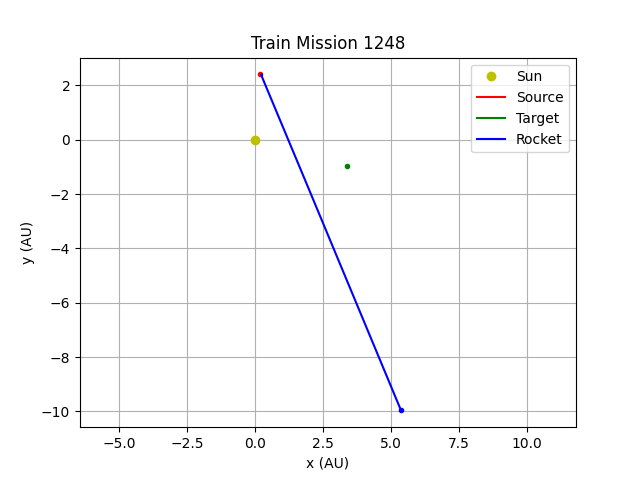 Train Mission 1248
Sun
Source
Target
Rocket
y (AU)
2
0
−2
−4
−6
−8
−10
−5.0 −2.5 0.0 2.5 5.0 7.5 10.0
x (AU)